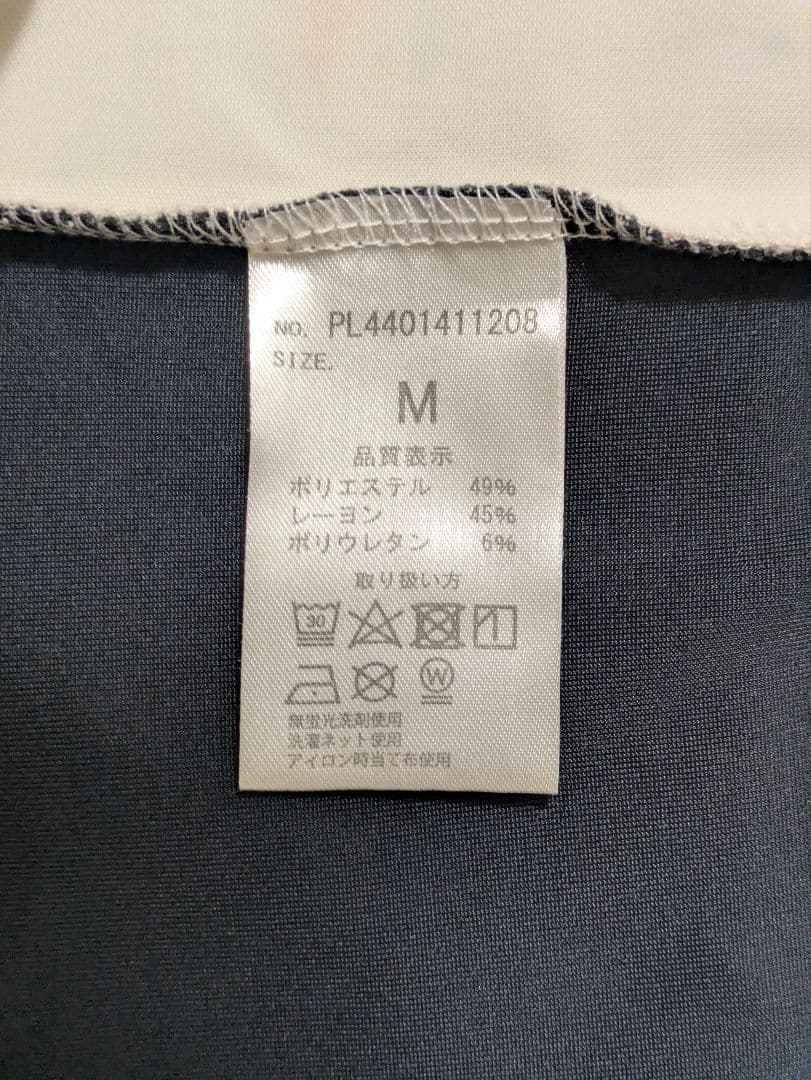 NO. PL4401411208
SIZE.
M
品質表示
ポリエステル 49%
レーヨン 45%
ポリウレタン 6%
取り扱い方
30
W
無蛍光洗剤使用
洗濯ネット使用
アイロン時当て布使用